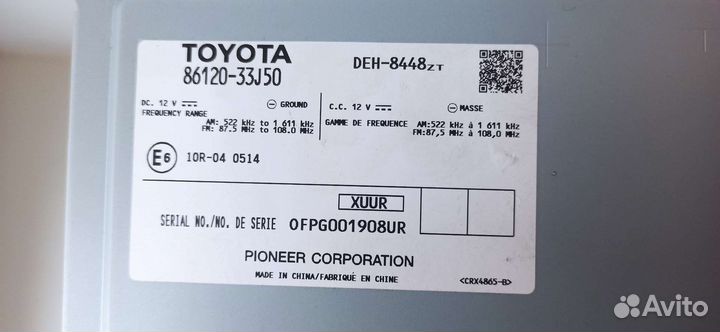 TOYOTA
86120-33J50
DEH-8448ZT
DC. 12 V ⊖ GROUND
FREQUENCY RANGE
AM: 522 kHz to 1 611 kHz
FM: 87.5 MHz to 108.0 MHz
C.C. 12 V ⊖ MASSE
GAMME DE FREQUENCE AM:522 kHz à 1 611 kHz
FM:87,5 MHz à 108,0 MHz
E6 10R-04 0514
XUUR
SERIAL NO./NO. DE SERIE OFPG001908UR
PIONEER CORPORATION
MADE IN CHINA/FABRIQUÉ EN CHINE
<CRX4865-B>
Avito